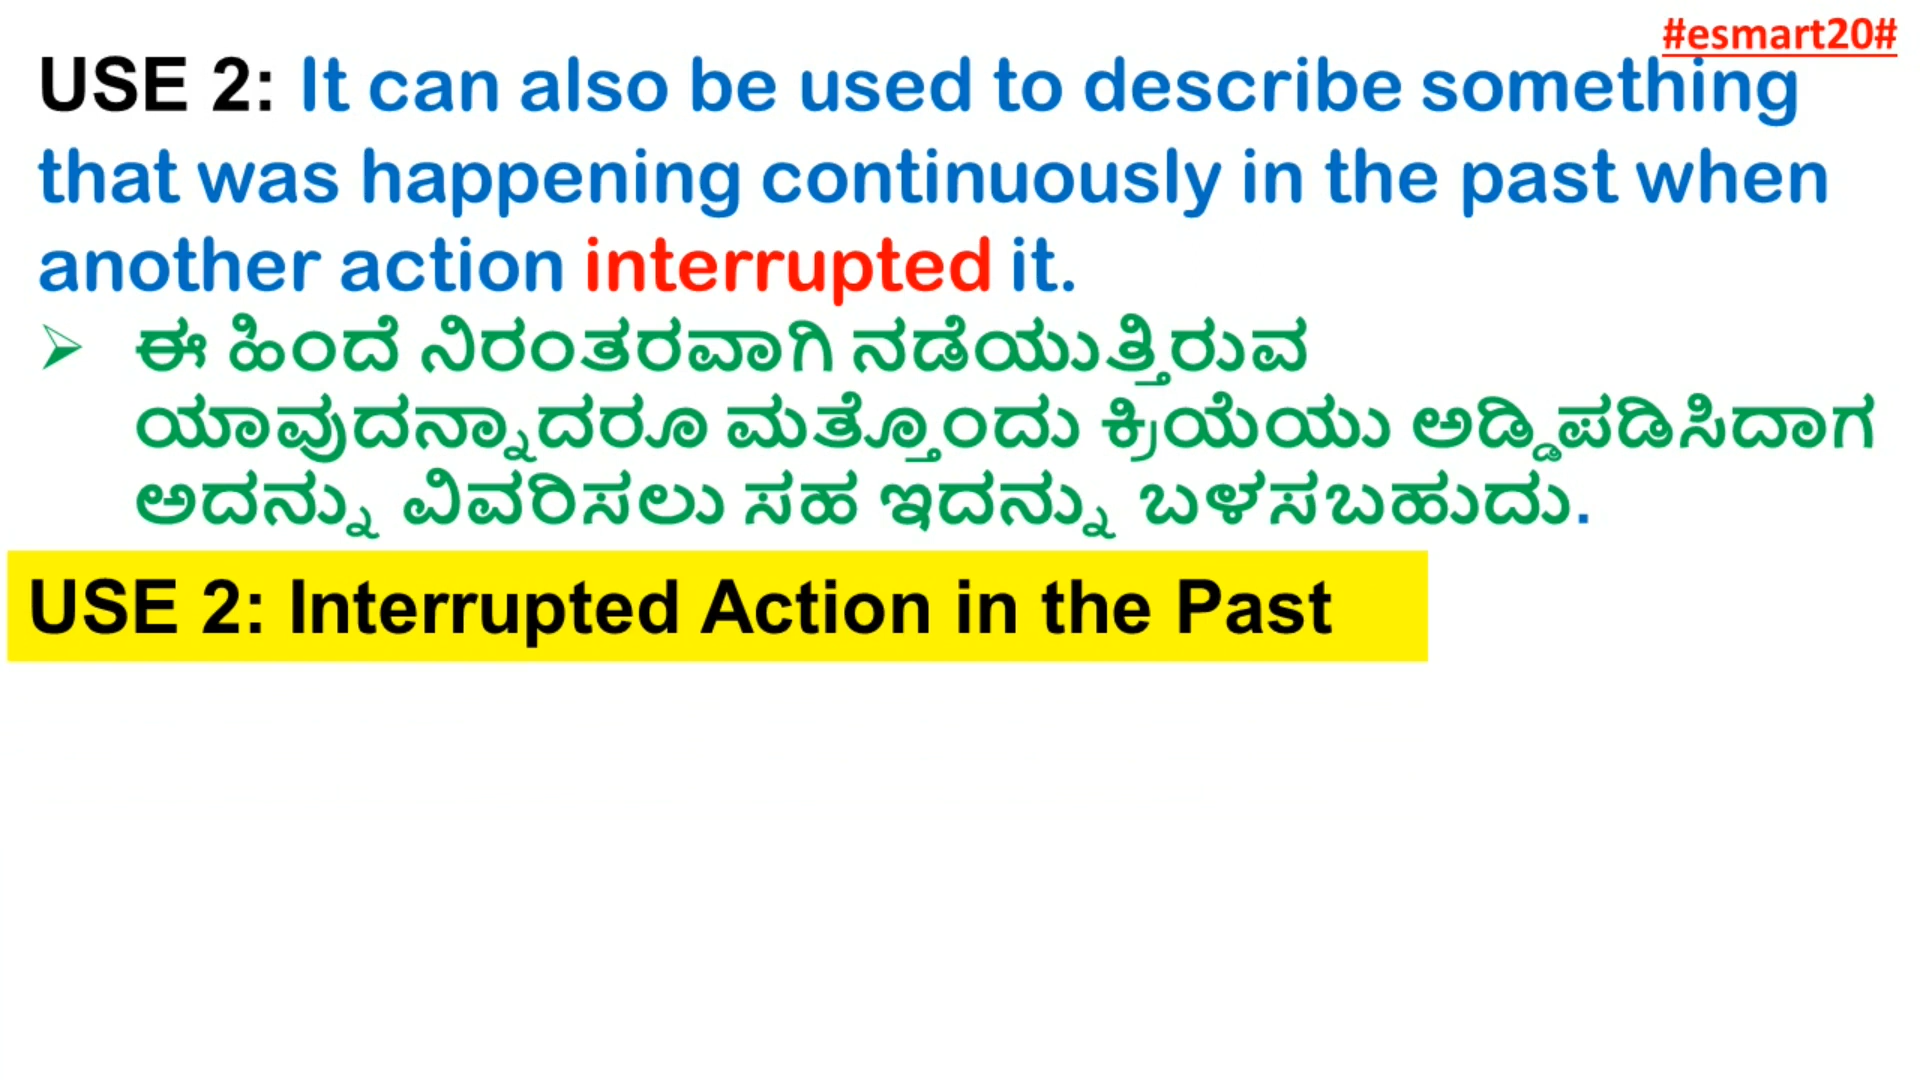 #esmart20#
USE 2: It can also be used to describe something
that was happening continuously in the past when
another action interrupted it.
➢ ಈ ಹಿಂದೆ ನಿರಂತರವಾಗಿ ನಡೆಯುತ್ತಿರುವ
ಯಾವುದನ್ನಾದರೂ ಮತ್ತೊಂದು ಕ್ರಿಯೆಯು ಅಡ್ಡಿಪಡಿಸಿದಾಗ
ಅದನ್ನು ವಿವರಿಸಲು ಸಹ ಇದನ್ನು ಬಳಸಬಹುದು.
USE 2: Interrupted Action in the Past